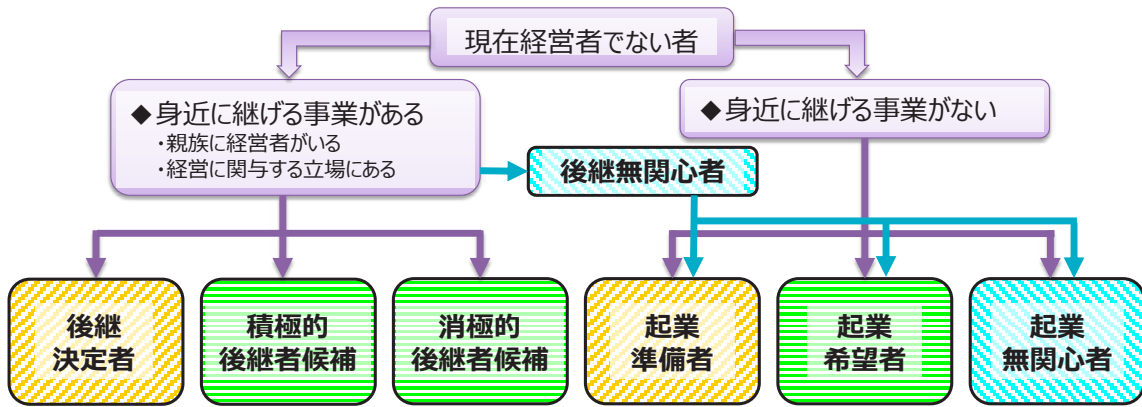 現在経営者でない者
◆身近に継げる事業がある
・親族に経営者がいる
・経営に関与する立場にある
◆身近に継げる事業がない
後継無関心者
後継
決定者
積極的
後継者候補
消極的
後継者候補
起業
準備者
起業
希望者
起業
無関心者